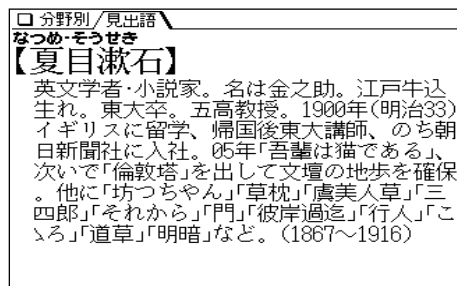 □ 分野別/見出語
なつめ・そうせき
【夏目漱石】
英文学者・小説家。名は金之助。江戸牛込
生れ。東大卒。五高教授。1900年(明治33)
イギリスに留学、帰国後東大講師、のち朝
日新聞社に入社。05年「吾輩は猫である」、
次いで「倫敦塔」を出して文壇の地歩を確保
。他に「坊つちやん」「草枕」「虞美人草」「三
四郎」「それから」「門」「彼岸過迄」「行人」「こ
ゝろ」「道草」「明暗」など。(1867〜1916)